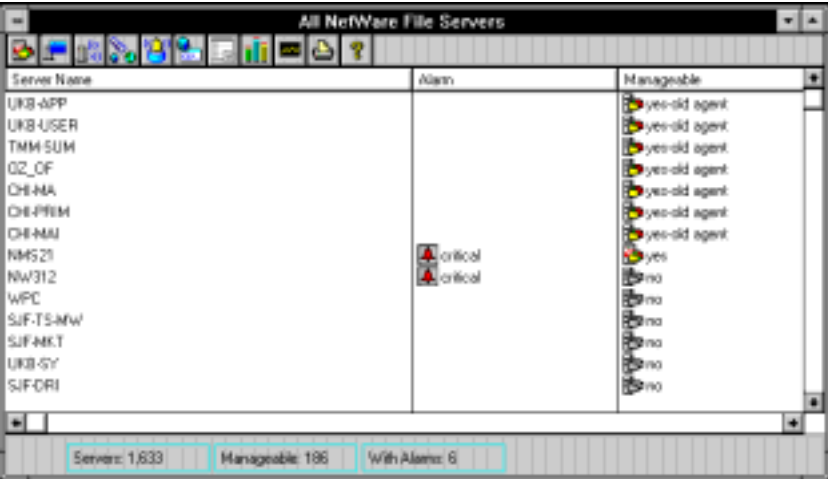 All NetWare File Servers
Server Name Alarm Manageable
UKB-APP yes-old agent
UKB-USER yes-old agent
TMM-SUM yes-old agent
OZ_OF yes-old agent
CHI-MA yes-old agent
CHI-PRIM yes-old agent
CHI-MAI yes-old agent
NMS21 critical yes
NW312 critical no
WPC no
SJF-TS-MW no
SJF-MKT no
UKB-SY no
SJF-DRI no
Servers: 1,633 Manageable: 186 With Alarms: 6